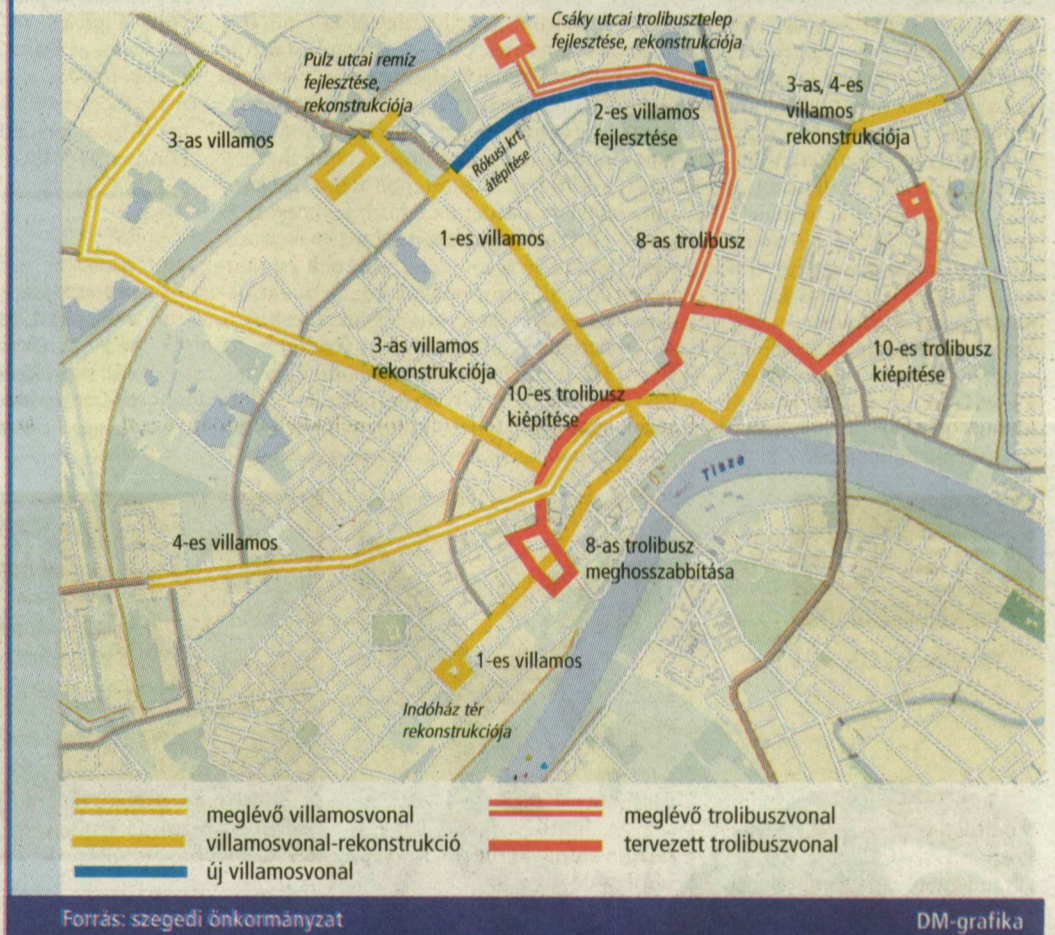 Csáky utcai trolibusztelep
fejlesztése, rekonstrukciója
Pulz utcai remíz
fejlesztése,
rekonstrukciója
3-as villamos
2-es villamos
fejlesztése
3-as, 4-es
villamos
rekonstrukciója
Rókusi krt.
átépítése
1-es villamos
8-as trolibusz
3-as villamos
rekonstrukciója
10-es trolibusz
kiépítése
10-es trolibusz
kiépítése
Tisza
4-es villamos
8-as trolibusz
meghosszabbítása
1-es villamos
Indóház tér
rekonstrukciója
meglévő villamosvonal
villamosvonal-rekonstrukció
új villamosvonal
meglévő trolibuszvonal
tervezett trolibuszvonal
Forrás: szegedi önkormányzat
DM-grafika